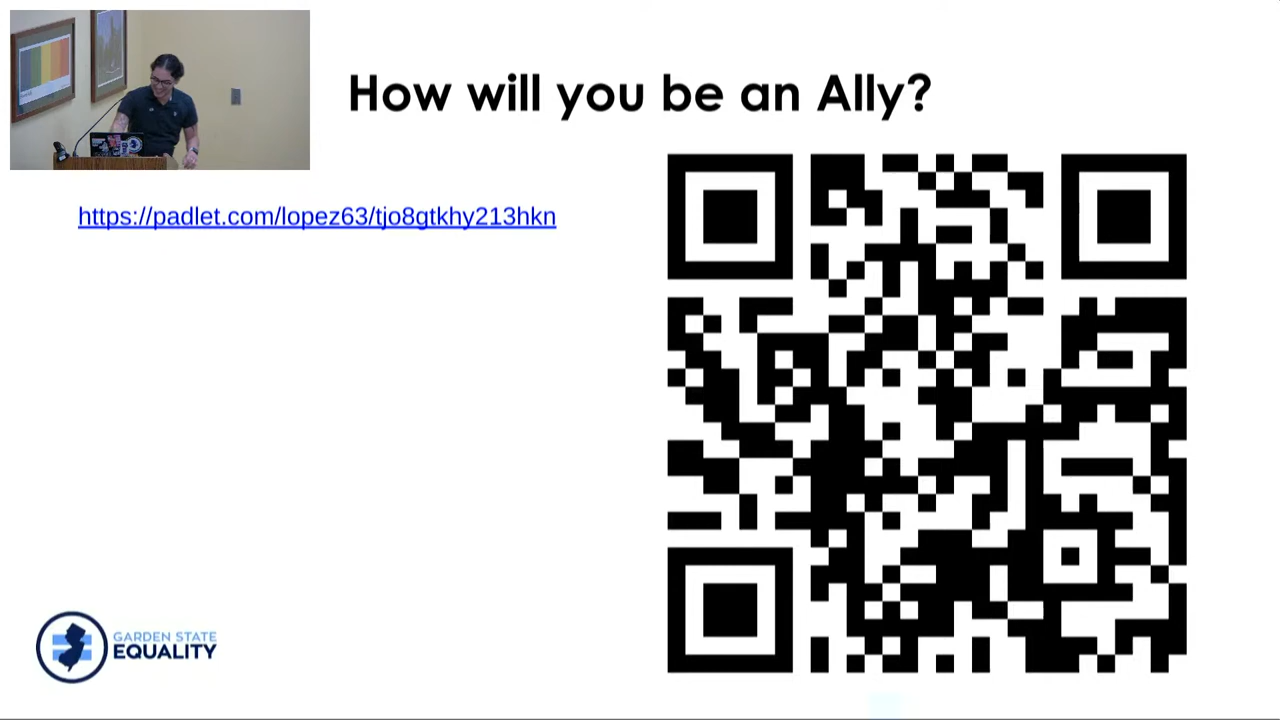 How will you be an Ally?
https://padlet.com/lopez63/tjo8gtkhy213hkn
GARDEN STATE
EQUALITY